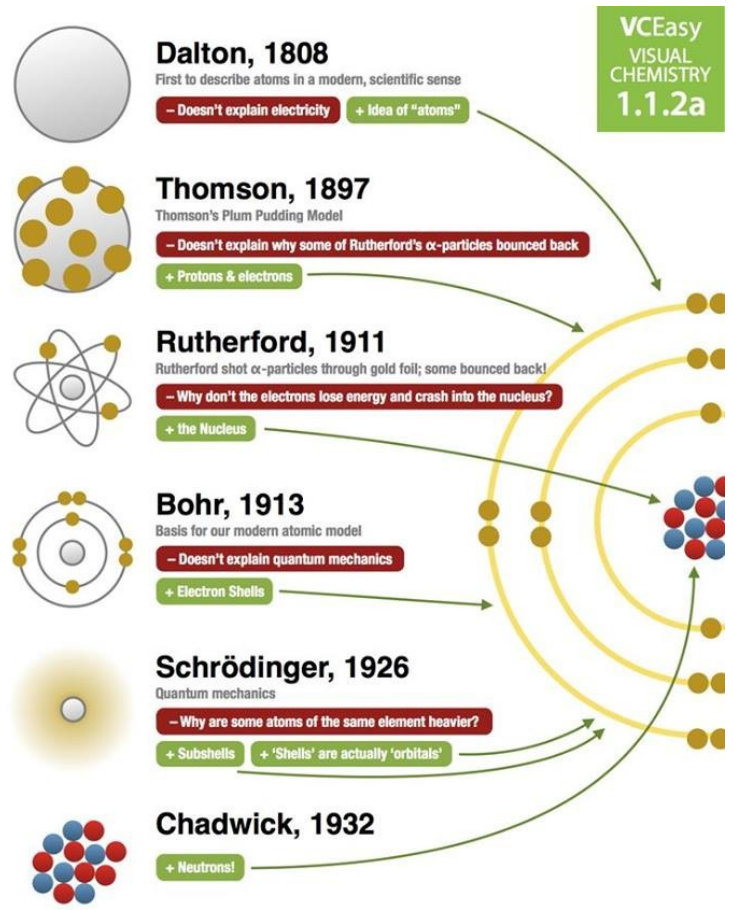 VCEasy
VISUAL
CHEMISTRY
1.1.2a
Dalton, 1808
First to describe atoms in a modern, scientific sense
– Doesn't explain electricity
+ Idea of "atoms"
Thomson, 1897
Thomson's Plum Pudding Model
– Doesn't explain why some of Rutherford's α-particles bounced back
+ Protons & electrons
Rutherford, 1911
Rutherford shot α-particles through gold foil; some bounced back!
– Why don't the electrons lose energy and crash into the nucleus?
+ the Nucleus
Bohr, 1913
Basis for our modern atomic model
– Doesn't explain quantum mechanics
+ Electron Shells
Schrödinger, 1926
Quantum mechanics
– Why are some atoms of the same element heavier?
+ Subshells
+ 'Shells' are actually 'orbitals'
Chadwick, 1932
+ Neutrons!